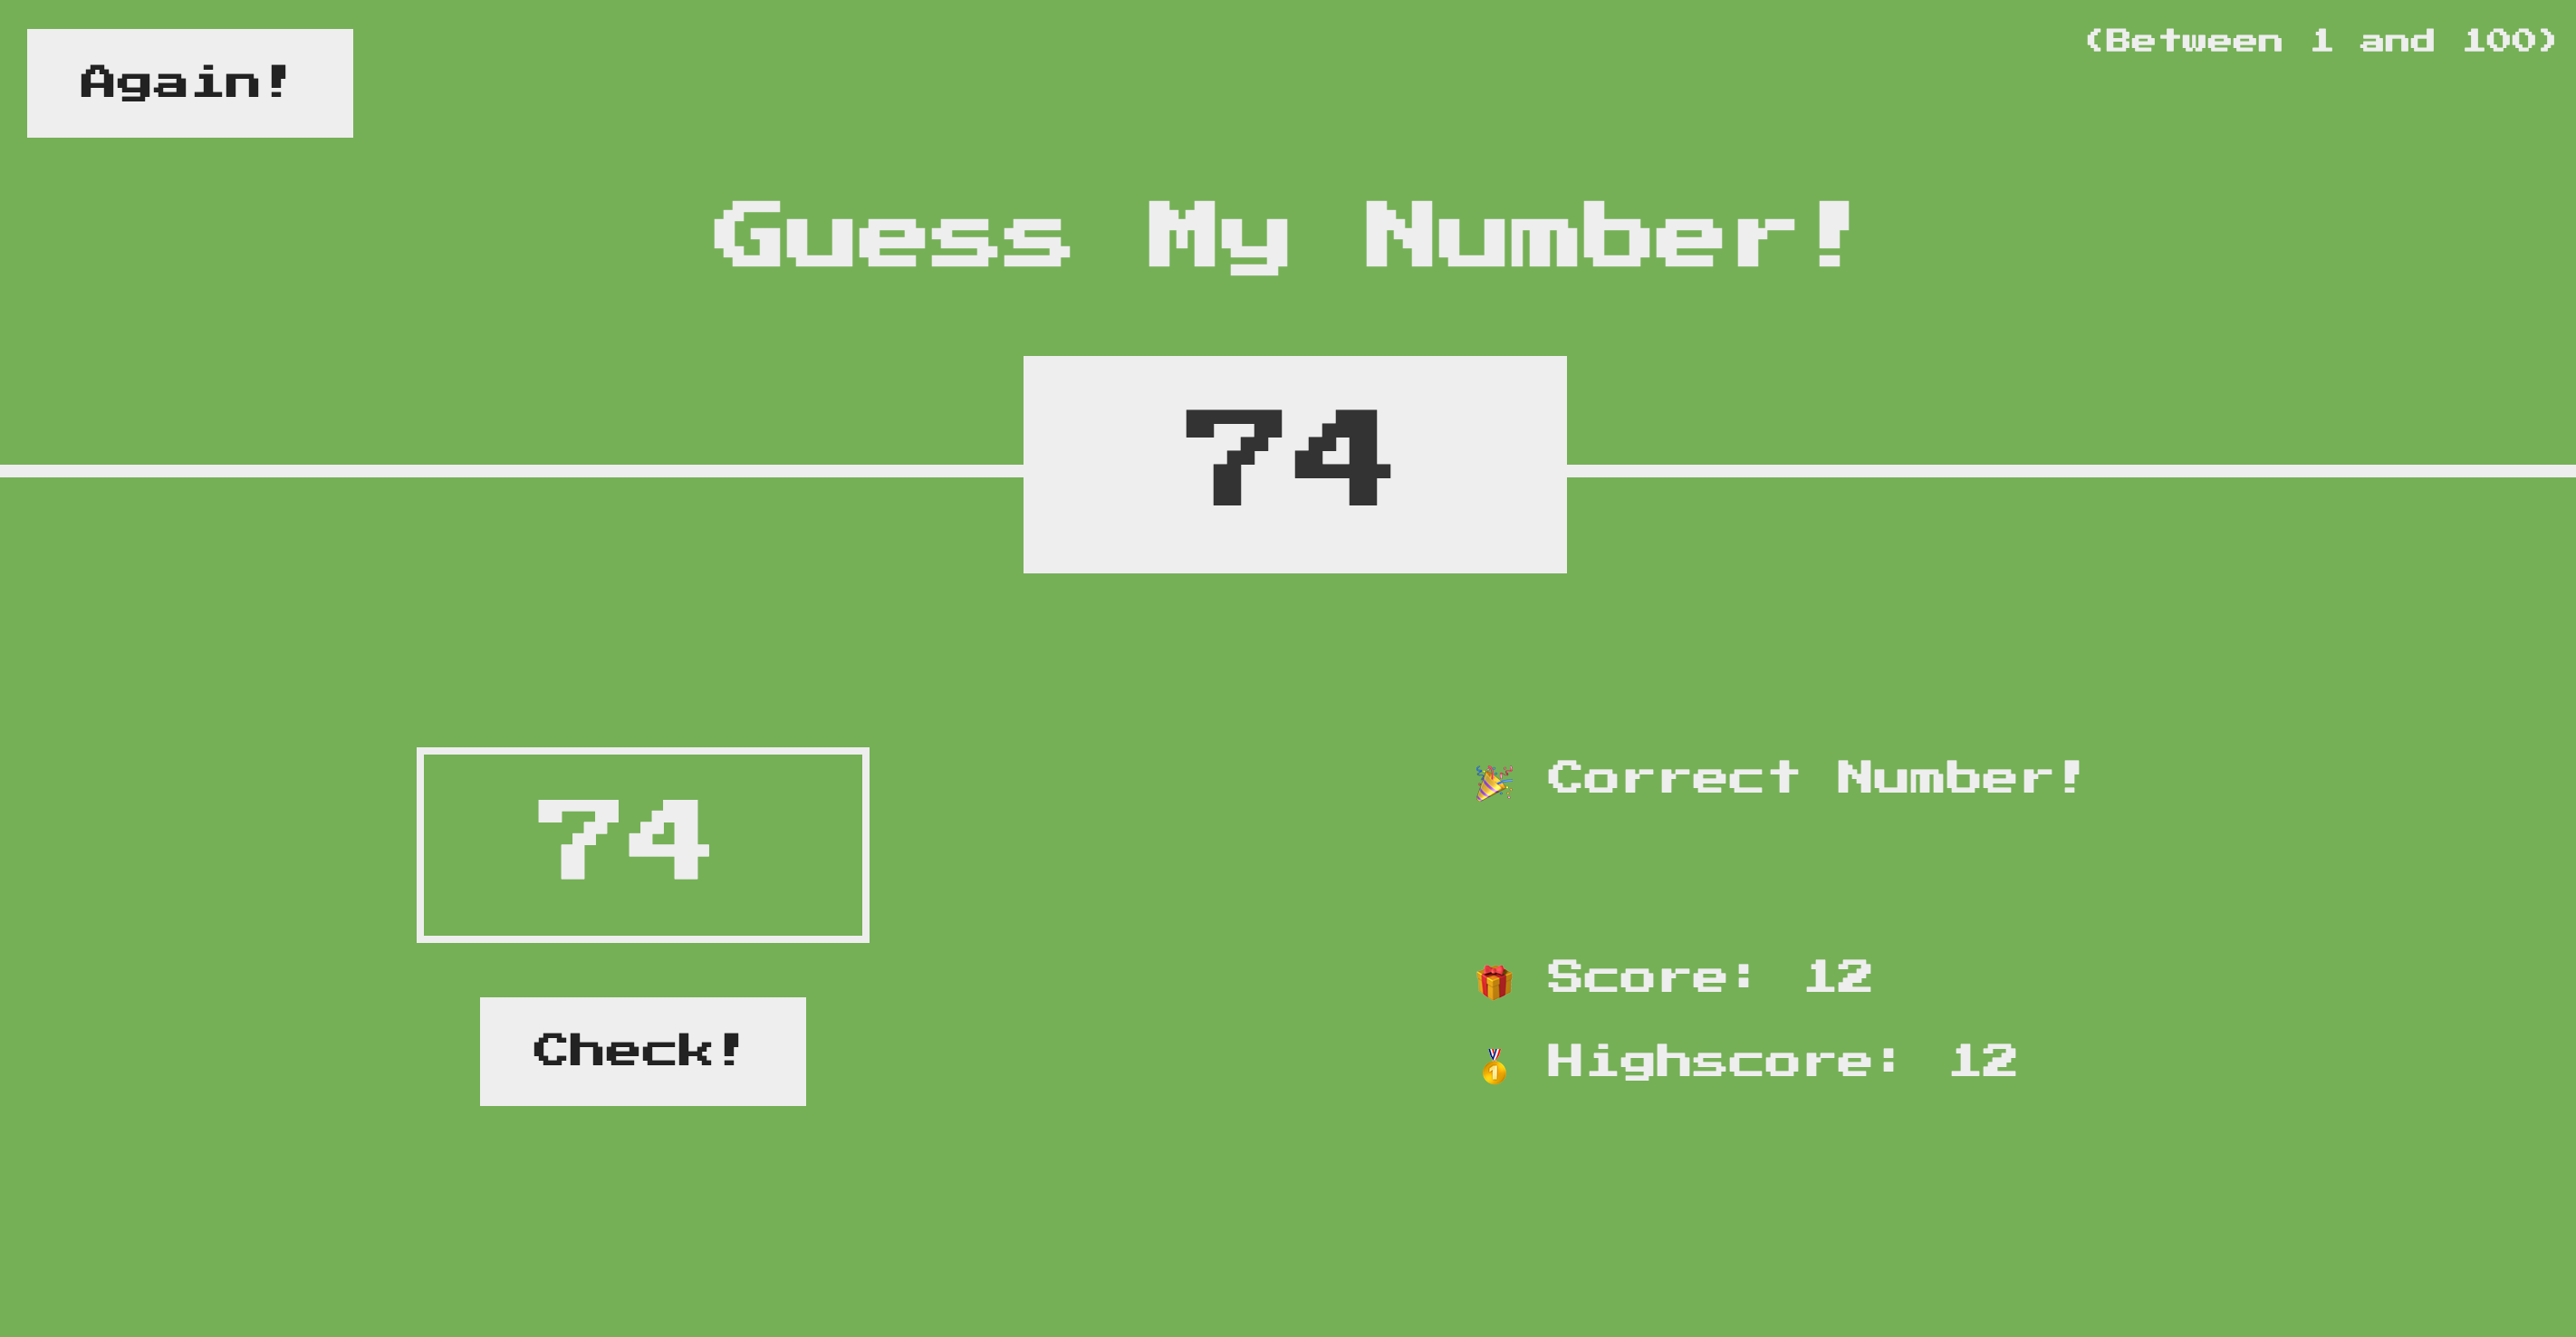 Again!
(Between 1 and 100)
Guess My Number!
74
74
Check!
🎉 Correct Number!
🎁 Score: 12
🥇 Highscore: 12